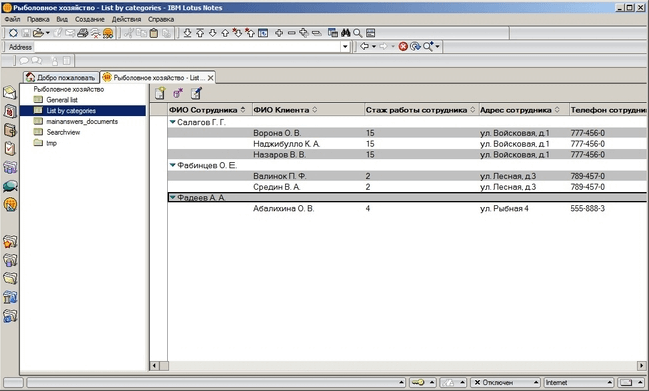 Рыболовное хозяйство - List by categories - IBM Lotus Notes
Файл Правка Вид Создание Действия Справка
Address
Добро пожаловать Рыболовное хозяйство - List...
Рыболовное хозяйство
General list
List by categories
mainanswers_documents
Searchview
tmp
ФИО Сотрудника ФИО Клиента Стаж работы сотрудника Адрес сотрудника Телефон сотрудни
Салагов Г. Г.
Ворона О. В. 15 ул. Войсковая, д.1 777-456-0
Наджибулло К. А. 15 ул. Войсковая, д.1 777-456-0
Назаров В. В. 15 ул. Войсковая, д.1 777-456-0
Фабинцев О. Е.
Валинок П. Ф. 2 ул. Лесная, д.3 789-457-0
Средин В. А. 2 ул. Лесная, д.3 789-457-0
Фадеев А. А.
Абалихина О. В. 4 ул. Рыбная 4 555-888-3
Отключен Internet